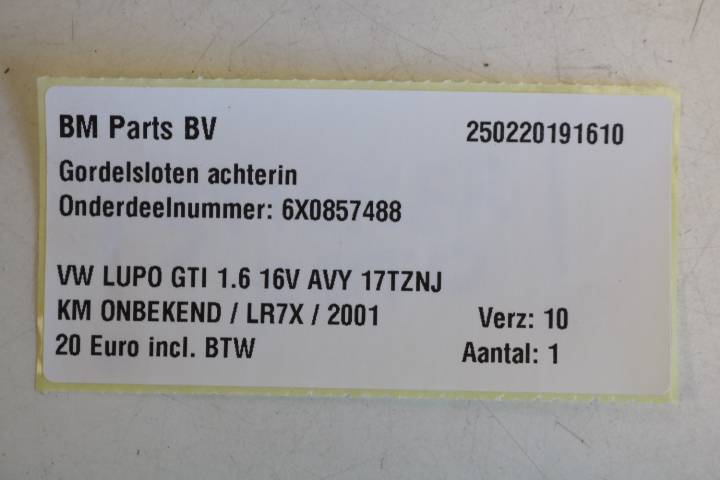 BM Parts BV 250220191610
Gordelsloten achterin
Onderdeelnummer: 6X0857488
VW LUPO GTI 1.6 16V AVY 17TZNJ
KM ONBEKEND / LR7X / 2001 Verz: 10
20 Euro incl. BTW Aantal: 1